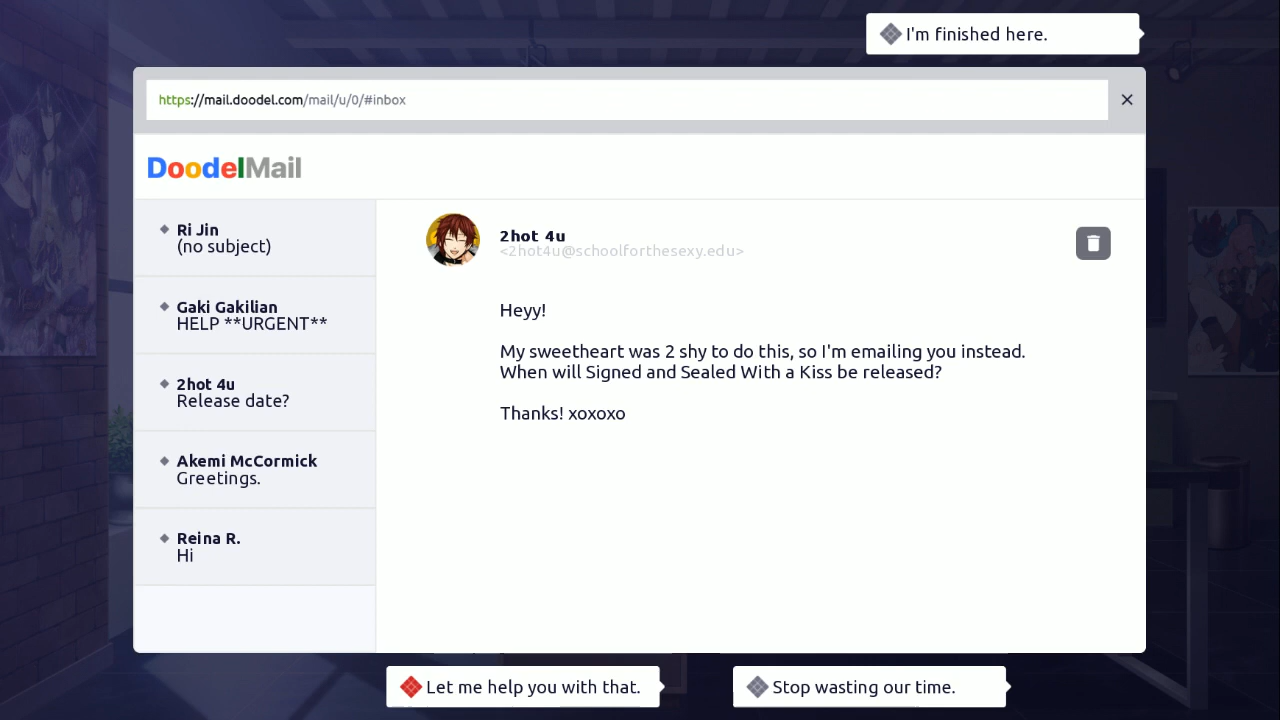 I'm finished here.
https://mail.doodel.com/mail/u/0/#inbox
DoodelMail
Ri Jin
(no subject)
Gaki Gakilian
HELP **URGENT**
2hot 4u
Release date?
Akemi McCormick
Greetings.
Reina R.
Hi
2hot 4u
<2hot4u@schoolforthesexy.edu>
Heyy!
My sweetheart was 2 shy to do this, so I'm emailing you instead.
When will Signed and Sealed With a Kiss be released?
Thanks! xoxoxo
Let me help you with that.
Stop wasting our time.